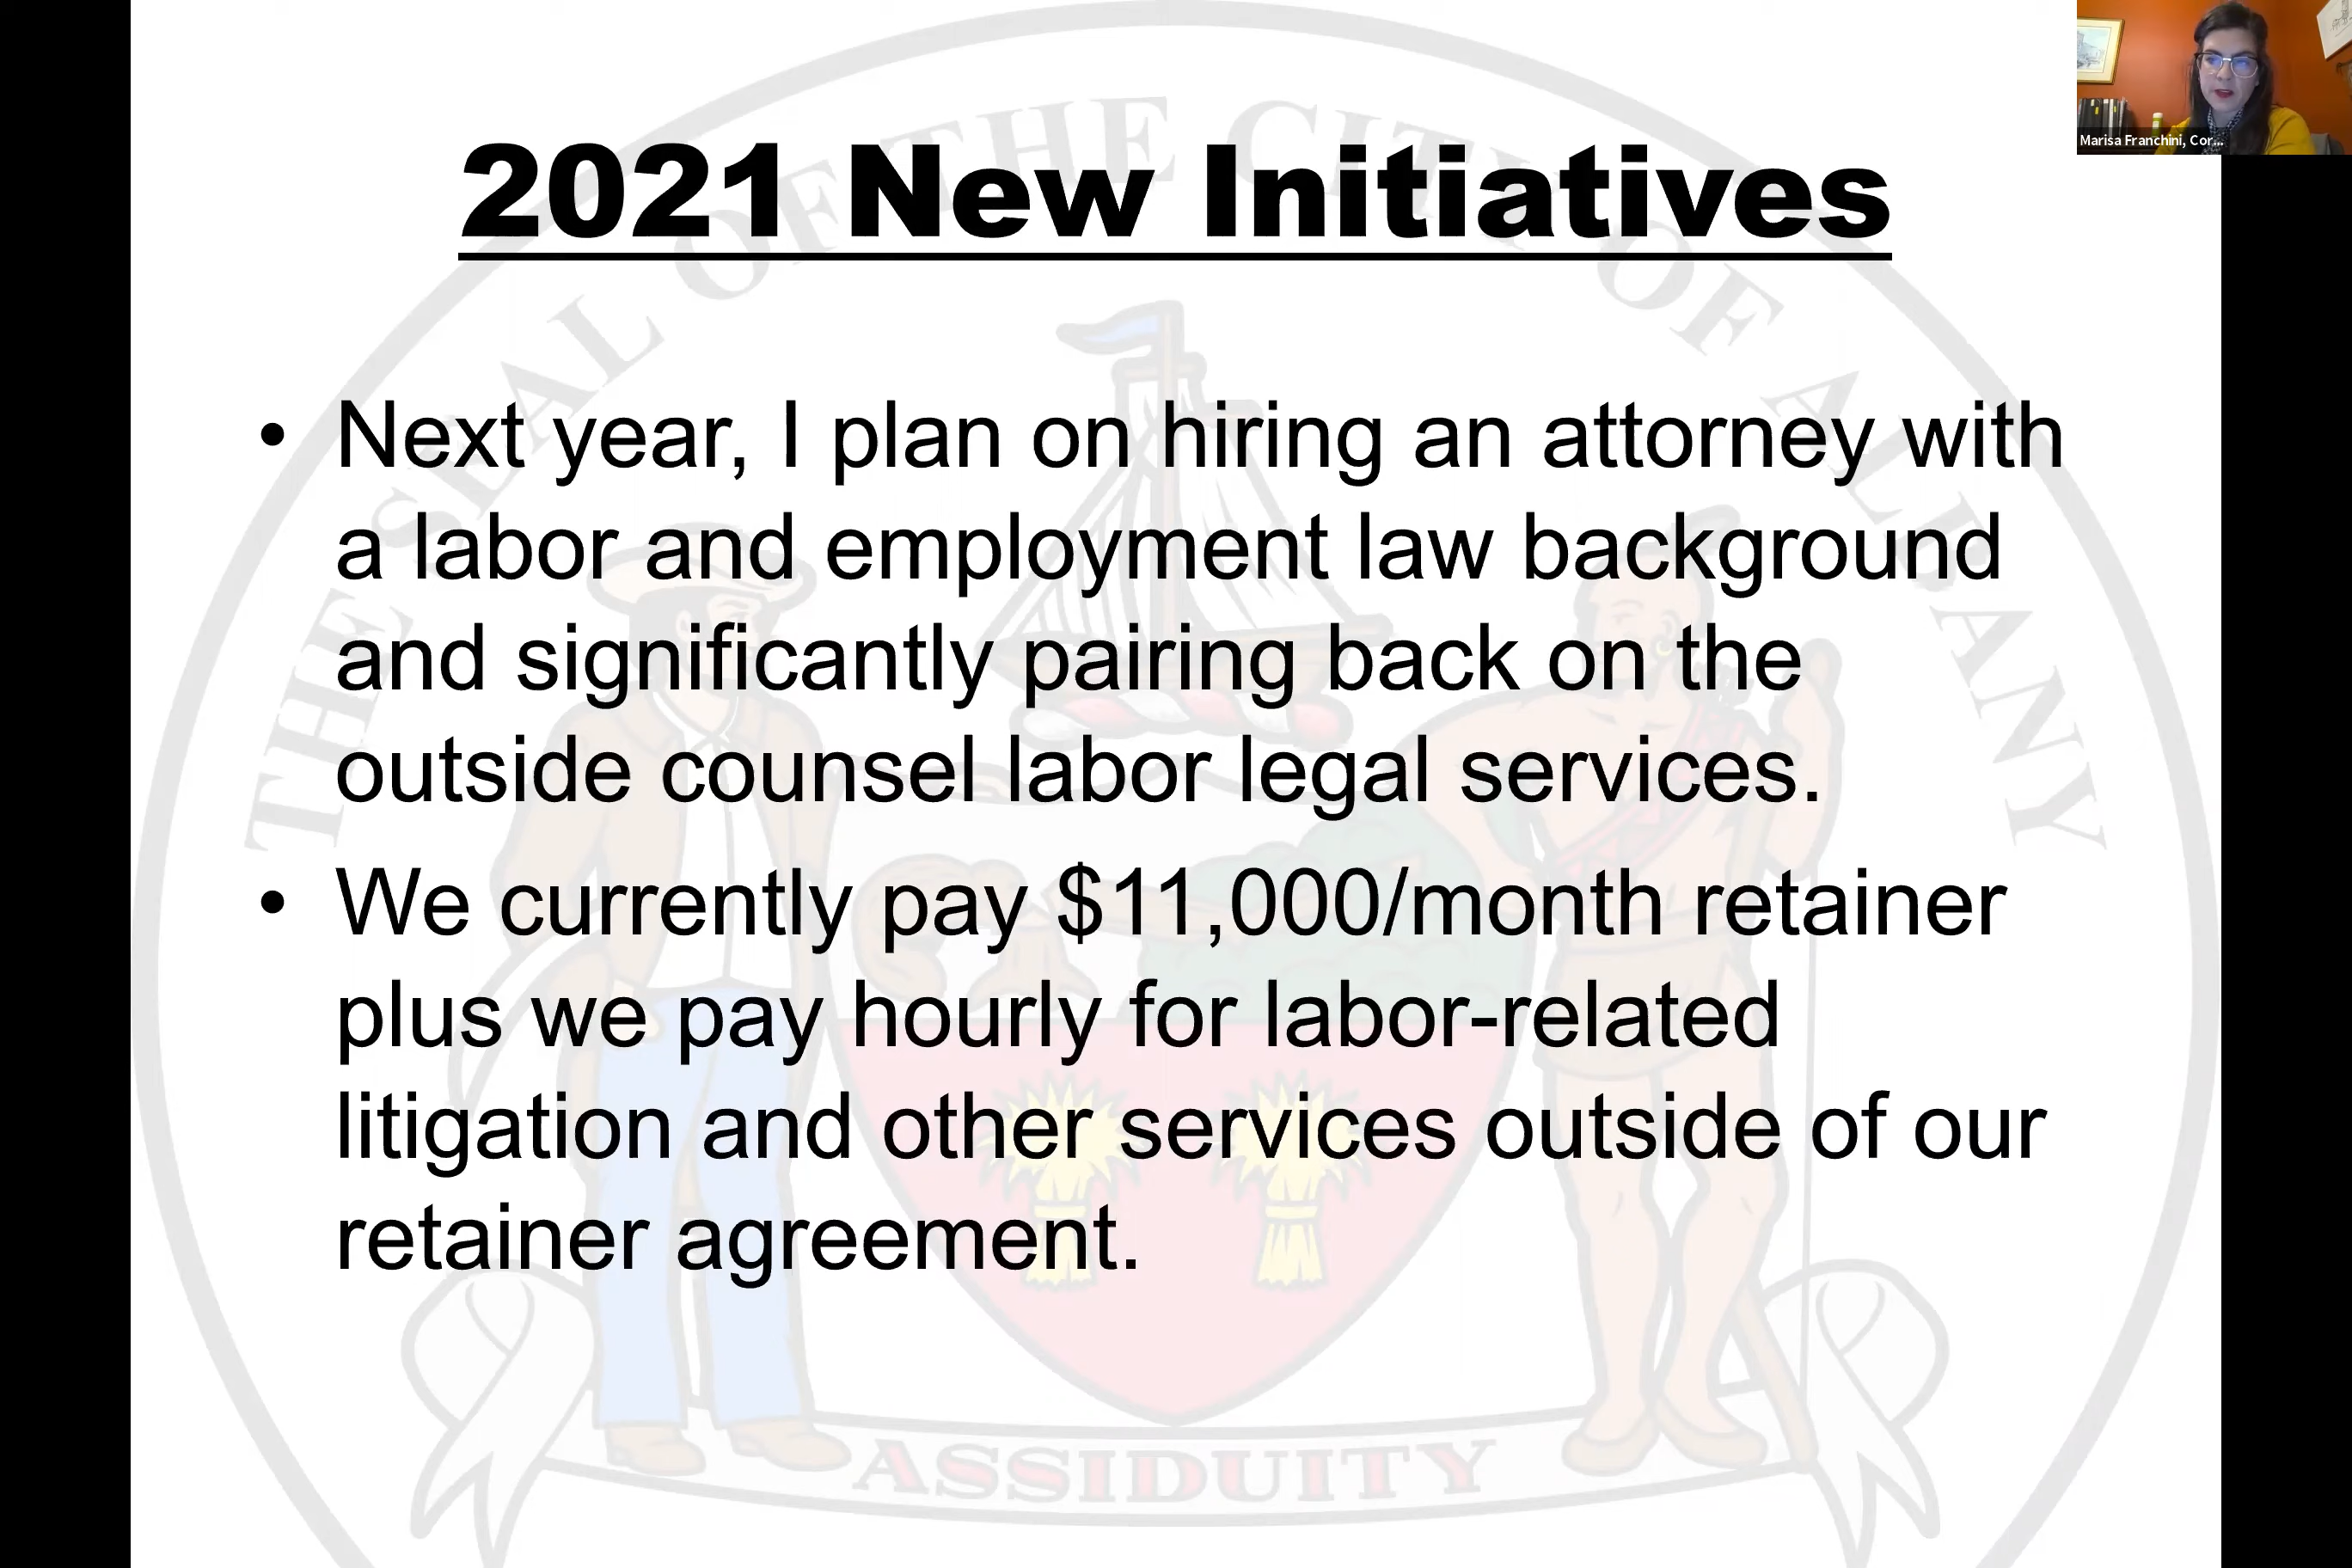 THE SEAL OF THE CITY OF ALBANY
Marisa Franchini, Cor...
2021 New Initiatives
• Next year, I plan on hiring an attorney with
a labor and employment law background
and significantly pairing back on the
outside counsel labor legal services.
• We currently pay $11,000/month retainer
plus we pay hourly for labor-related
litigation and other services outside of our
retainer agreement.
ASSIDUITY